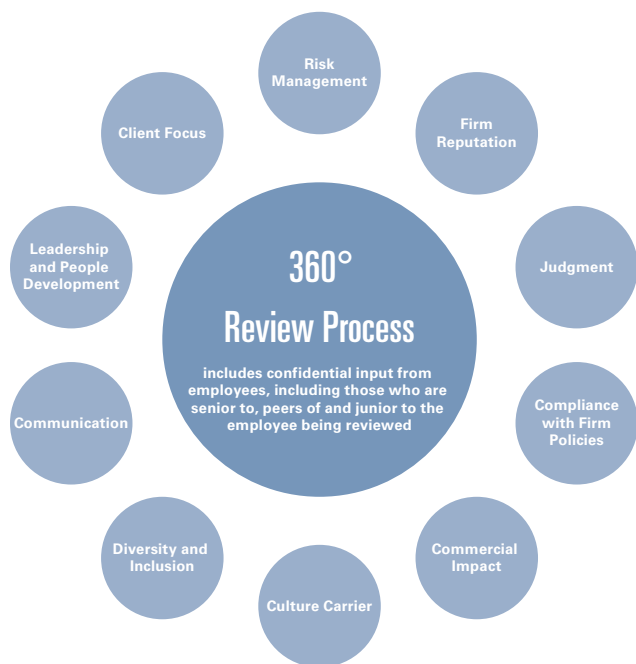 Risk
Management
Firm
Reputation
Judgment
Compliance
with Firm
Policies
Commercial
Impact
Culture Carrier
Diversity and
Inclusion
Communication
Leadership
and People
Development
Client Focus
360°
Review Process
includes confidential input from
employees, including those who are
senior to, peers of and junior to the
employee being reviewed